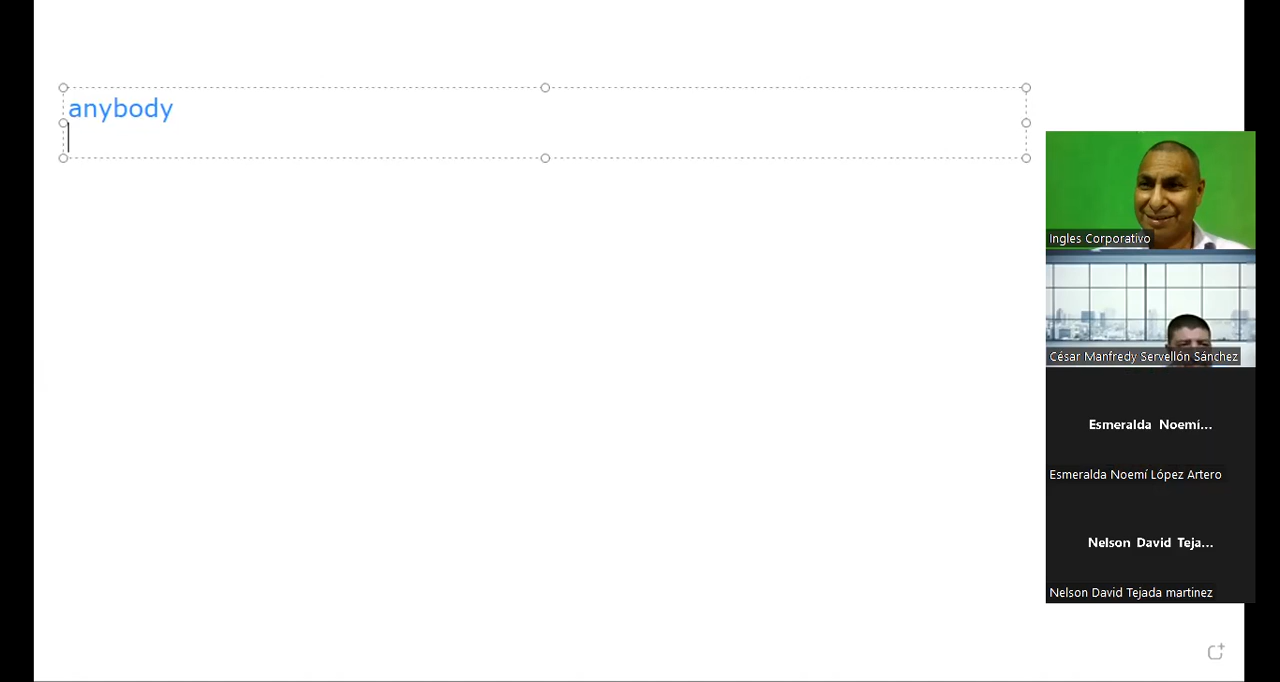 anybody
Ingles Corporativo
César Manfredy Servellón Sánchez
Esmeralda Noemí...
Esmeralda Noemí López Artero
Nelson David Teja...
Nelson David Tejada martinez